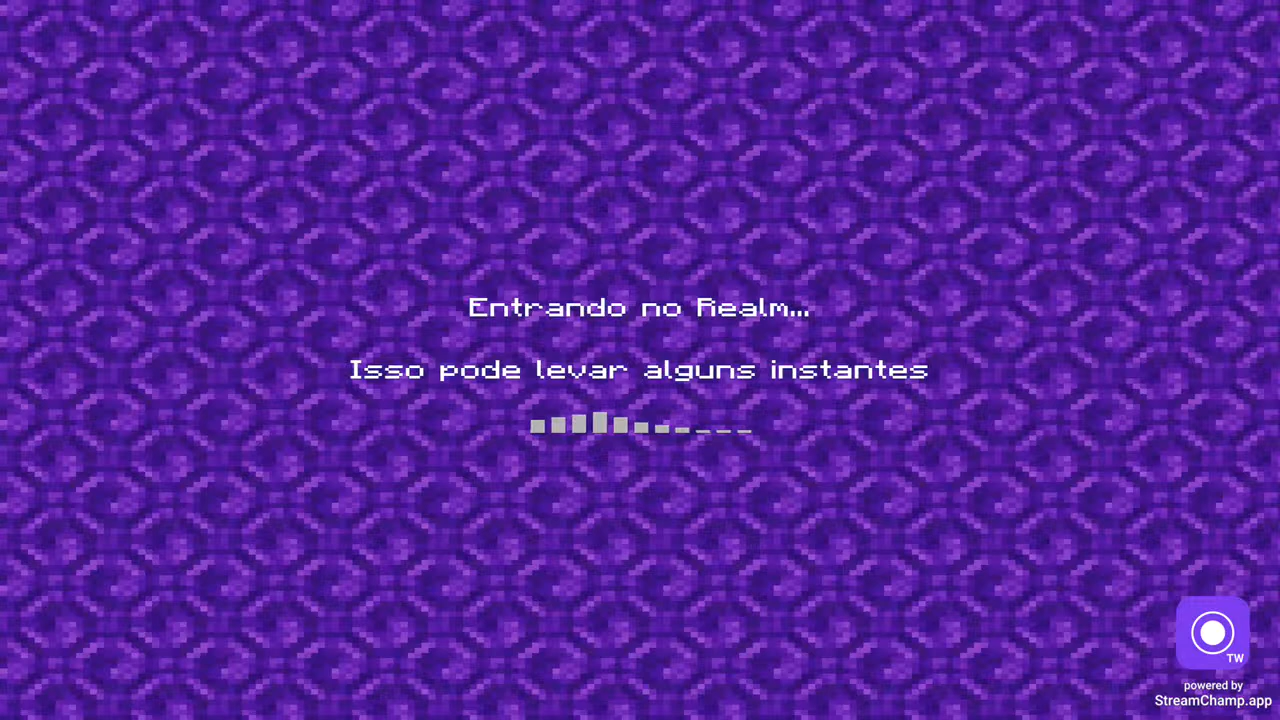 Entrando no Realm...
Isso pode levar alguns instantes
TW
powered by
StreamChamp.app